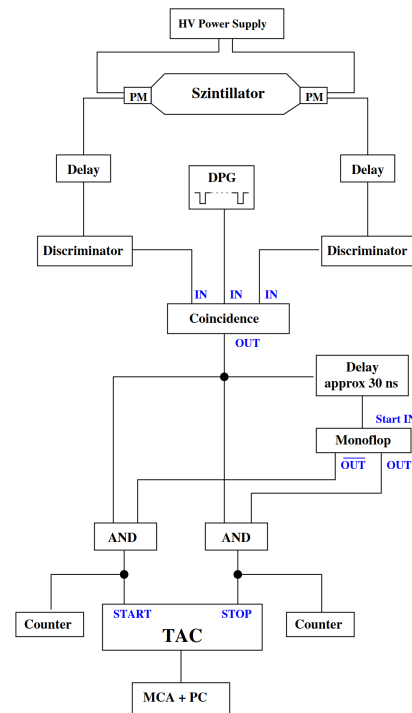 HV Power Supply
PM
Szintillator
PM
Delay
DPG
Delay
Discriminator
Discriminator
IN
IN
IN
Coincidence
OUT
Delay
approx 30 ns
Start IN
Monoflop
OUT
OUT
AND
AND
START
STOP
Counter
TAC
Counter
MCA + PC